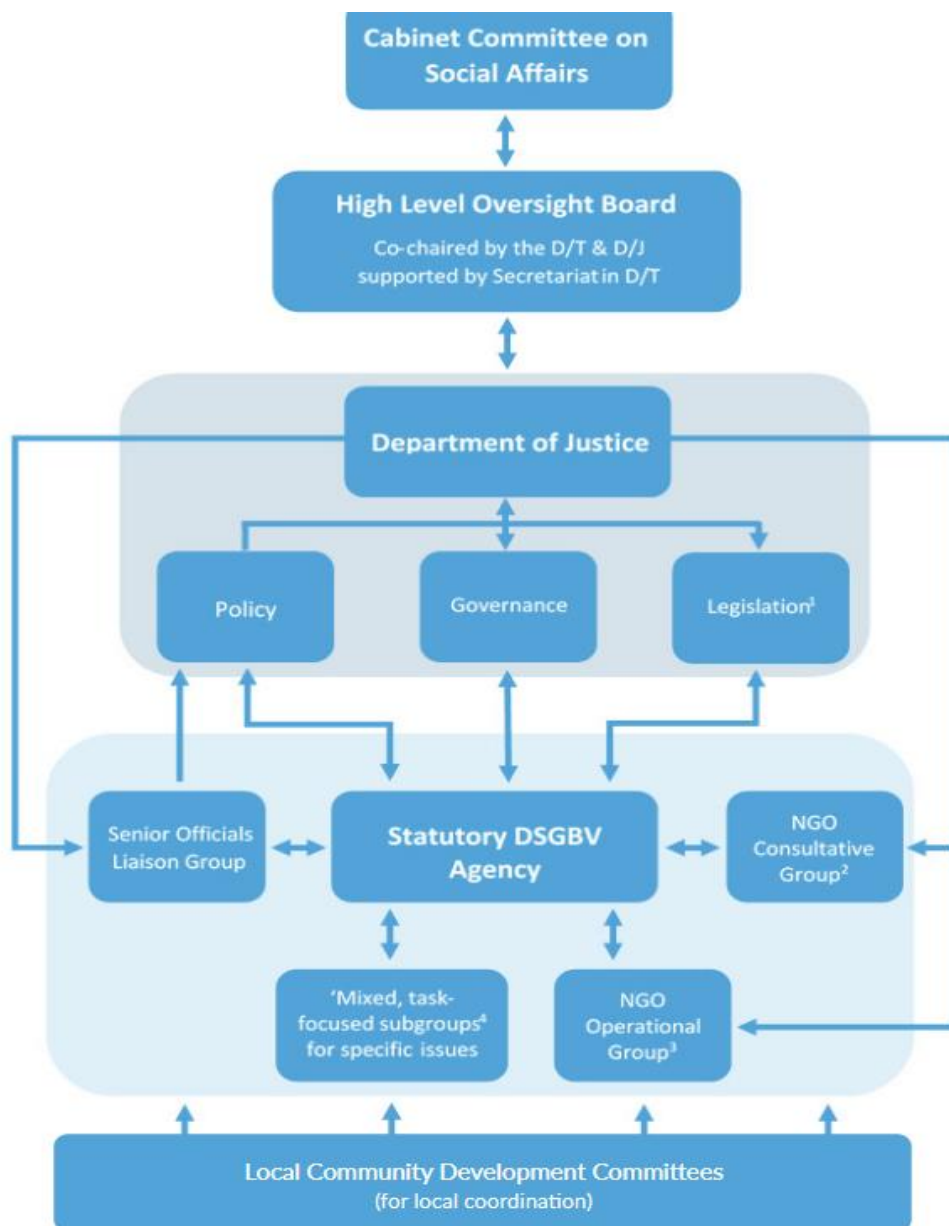 Cabinet Committee on
Social Affairs
High Level Oversight Board
Co-chaired by the D/T & D/J
supported by Secretariat in D/T
Department of Justice
Policy
Governance
Legislation¹
Senior Officials
Liaison Group
Statutory DSGBV
Agency
NGO
Consultative
Group²
‘Mixed, task-
focused subgroups⁴
for specific issues
NGO
Operational
Group³
Local Community Development Committees
(for local coordination)